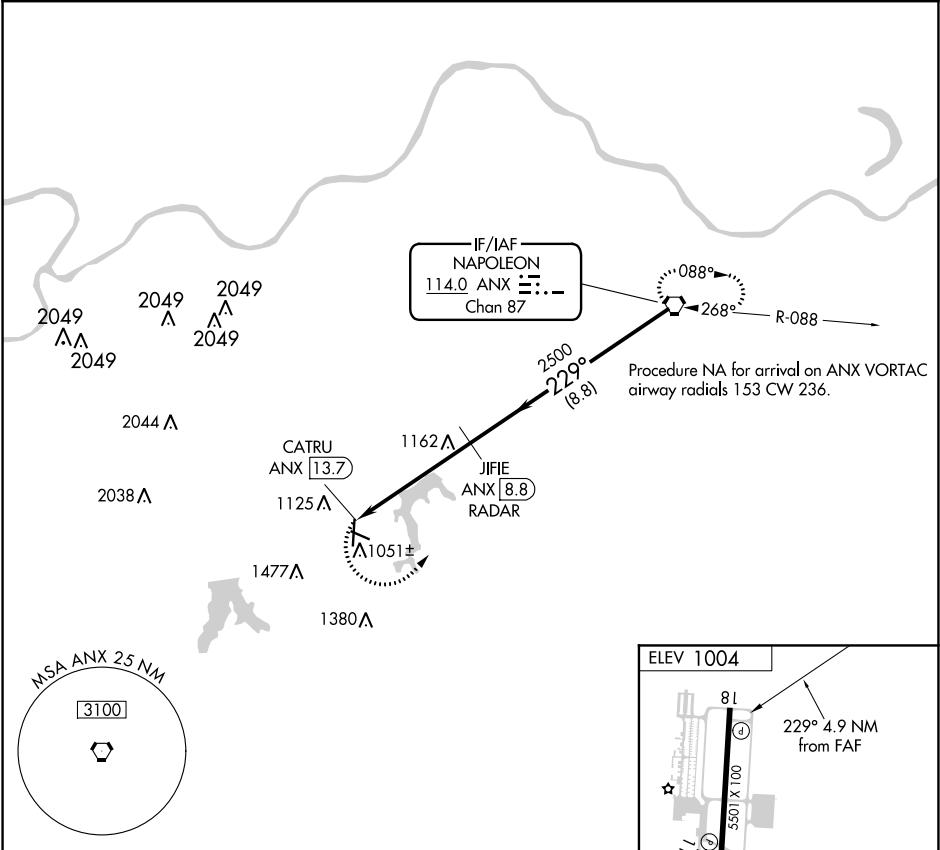 IF/IAF
NAPOLEON
114.0 ANX
Chan 87
088°
268°
R-088
2049
2049
2049
2049
2049
2500
229°
(8.8)
Procedure NA for arrival on ANX VORTAC
airway radials 153 CW 236.
2044
1162
CATRU
ANX 13.7
JIFIE
ANX 8.8
RADAR
2038
1125
1051±
1477
1380
MSA ANX 25 NM
3100
ELEV 1004
18
229° 4.9 NM
from FAF
P
5501 X 100
P
11